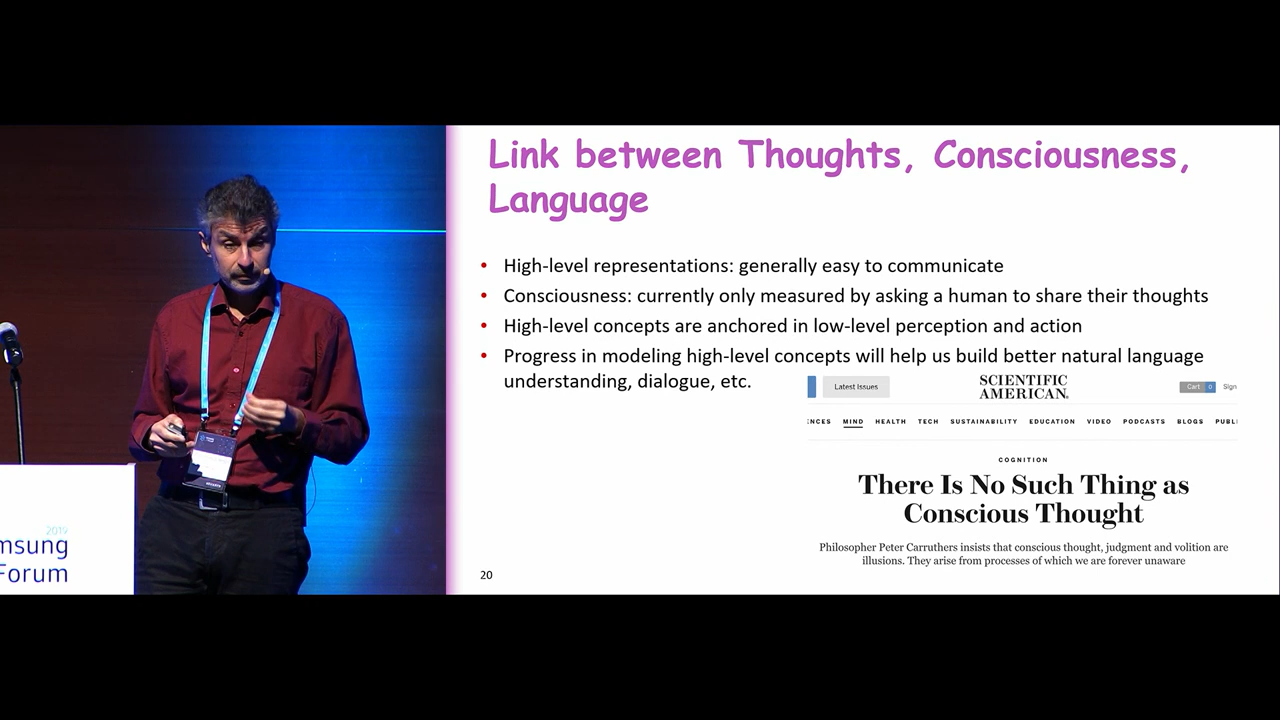 Link between Thoughts, Consciousness,
Language
• High-level representations: generally easy to communicate
• Consciousness: currently only measured by asking a human to share their thoughts
• High-level concepts are anchored in low-level perception and action
• Progress in modeling high-level concepts will help us build better natural language
understanding, dialogue, etc.
Latest Issues
SCIENTIFIC
AMERICAN
Cart 0 Sign
ENCES MIND HEALTH TECH SUSTAINABILITY EDUCATION VIDEO PODCASTS BLOGS PUBLI
COGNITION
There Is No Such Thing as
Conscious Thought
Philosopher Peter Carruthers insists that conscious thought, judgment and volition are
illusions. They arise from processes of which we are forever unaware
20
2019
msung
Forum